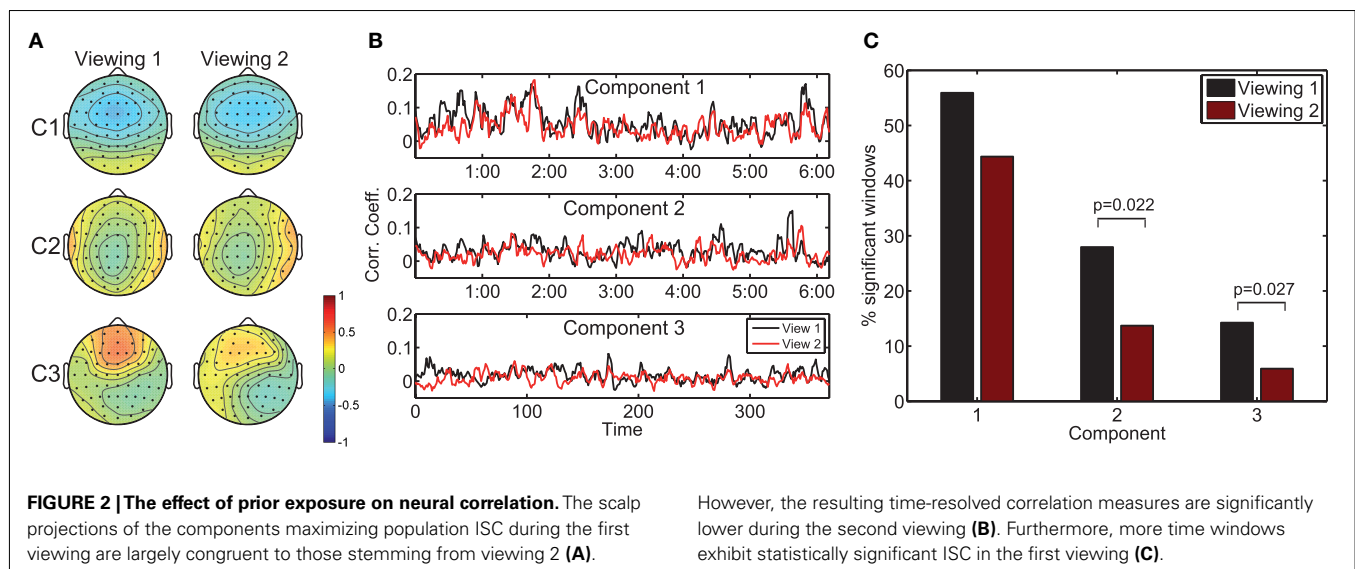 A
Viewing 1 Viewing 2
C1
C2
C3
1
0.5
0
-0.5
-1
B
Corr. Coeff.
Component 1
0.2
0.1
0
1:00 2:00 3:00 4:00 5:00 6:00
Component 2
0.2
0.1
0
1:00 2:00 3:00 4:00 5:00 6:00
Component 3
View 1
View 2
0.2
0.1
0
0 100 200 300
Time
C
% significant windows
60
50
40
30
20
10
0
Viewing 1
Viewing 2
p=0.022
p=0.027
1 2 3
Component
FIGURE 2 | The effect of prior exposure on neural correlation. The scalp
projections of the components maximizing population ISC during the first
viewing are largely congruent to those stemming from viewing 2 (A).
However, the resulting time-resolved correlation measures are significantly
lower during the second viewing (B). Furthermore, more time windows
exhibit statistically significant ISC in the first viewing (C).